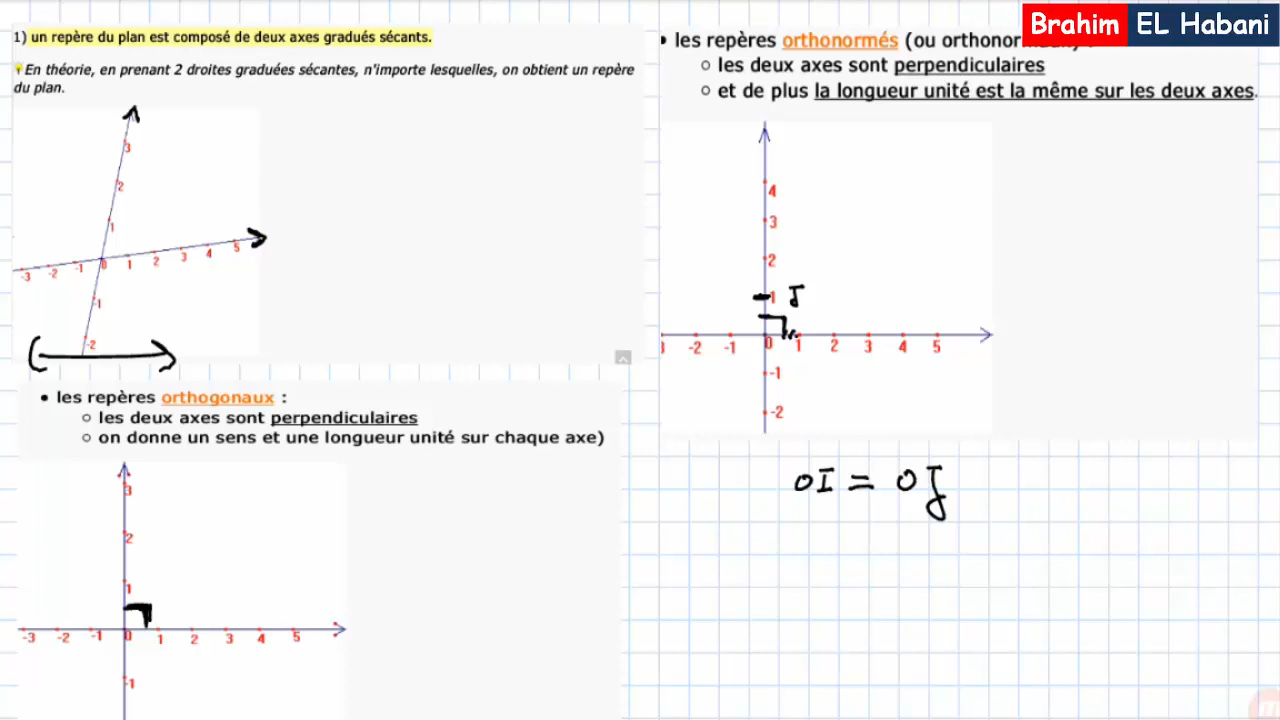 1) un repère du plan est composé de deux axes gradués sécants.
En théorie, en prenant 2 droites graduées sécantes, n'importe lesquelles, on obtient un repère
du plan.
3
2
1
-3 -2 -1 0 1 2 3 4 5
-1
-2
• les repères orthogonaux :
○ les deux axes sont perpendiculaires
○ on donne un sens et une longueur unité sur chaque axe)
3
2
1
-3 -2 -1 0 1 2 3 4 5
-1
Brahim EL Habani
• les repères orthonormés (ou
○ les deux axes sont perpendiculaires
○ et de plus la longueur unité est la même sur les deux axes.
4
3
2
1 J
-2 -1 0 1 2 3 4 5
-1
-2
OI = OJ